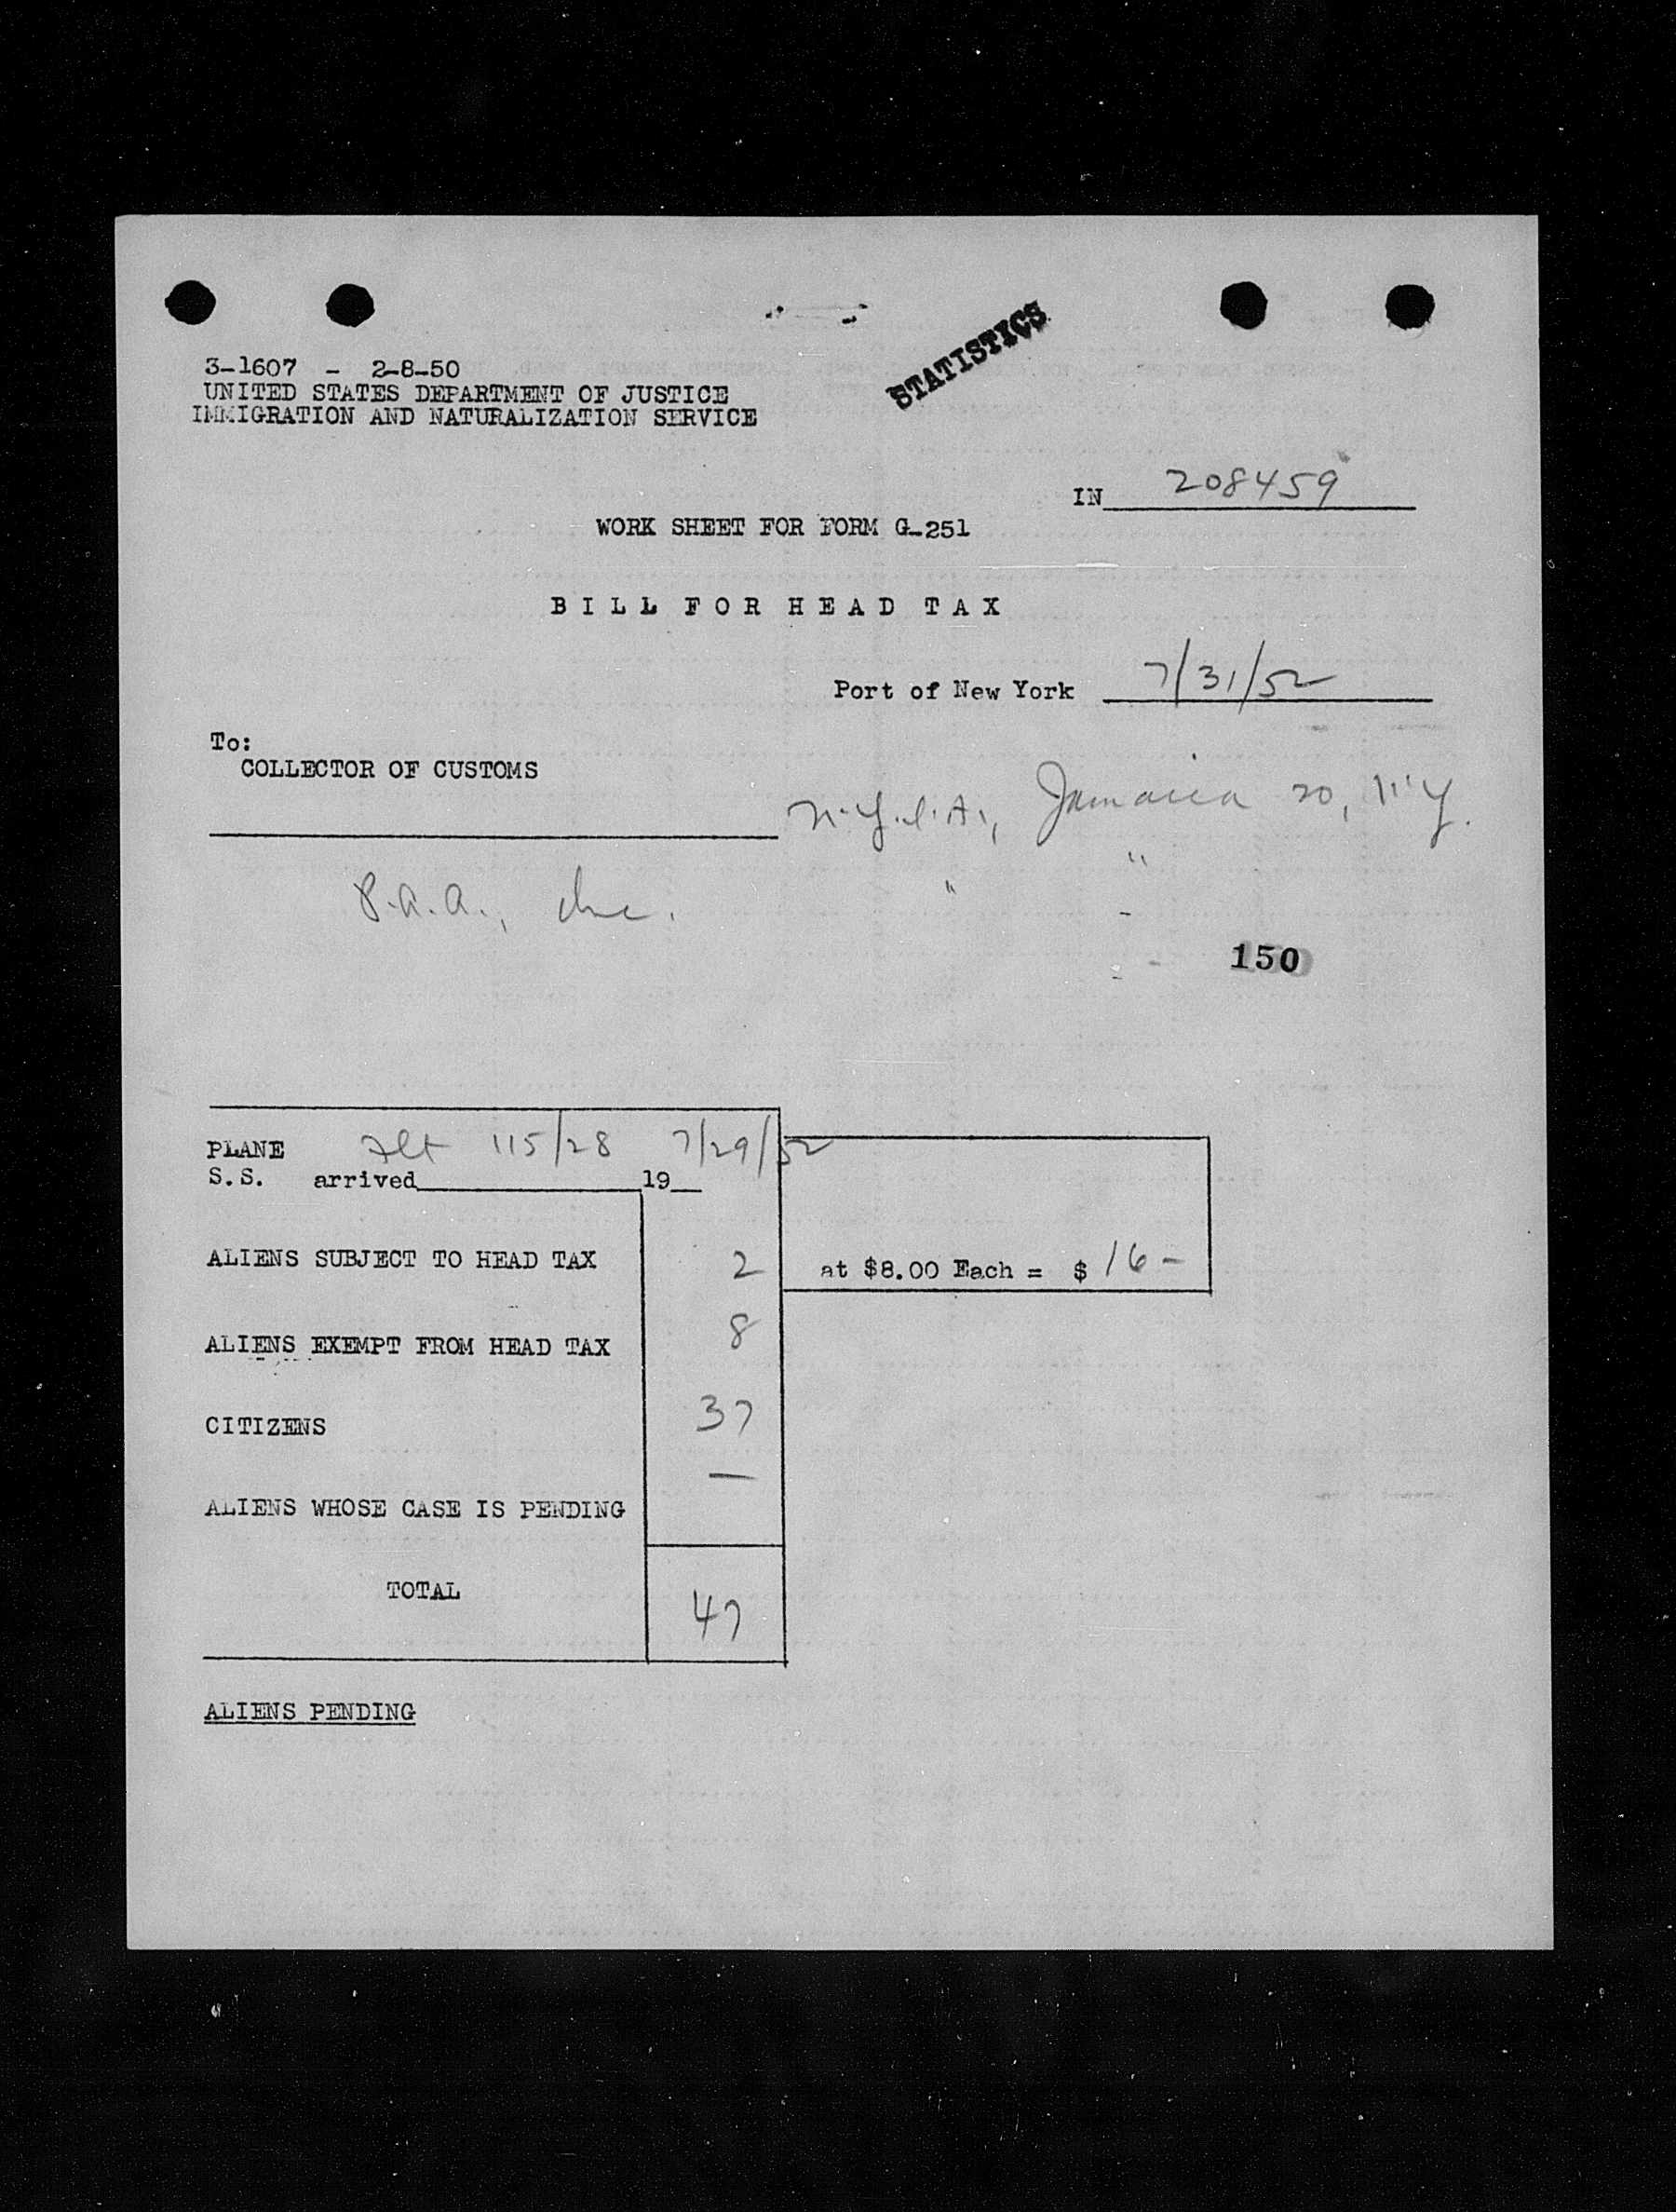 STATISTICS
3-1607 - 2-8-50
UNITED STATES DEPARTMENT OF JUSTICE
IMMIGRATION AND NATURALIZATION SERVICE
IN 208459
WORK SHEET FOR FORM G-251
BILL FOR HEAD TAX
Port of New York 7/31/52
To:
COLLECTOR OF CUSTOMS
N.Y.I.A., Jamaica 20, N.Y.
P.A.A., Inc. " "
150
PLANE Flt 115/28 7/29/52
S.S. arrived 19
ALIENS SUBJECT TO HEAD TAX 2 at $8.00 Each = $ 16-
ALIENS EXEMPT FROM HEAD TAX 8
CITIZENS 37
ALIENS WHOSE CASE IS PENDING —
TOTAL 47
ALIENS PENDING